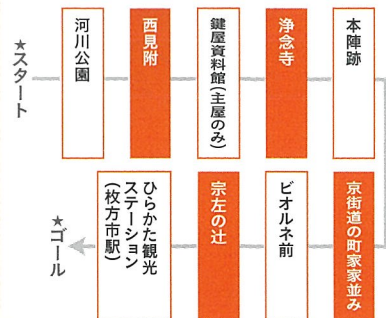 ★スタート
河川公園
西見附
鍵屋資料館(主屋のみ)
浄念寺
本陣跡
京街道の町家家並み
ビオルネ前
宗左の辻
ひらかた観光
ステーション
(枚方市駅)
★ゴール